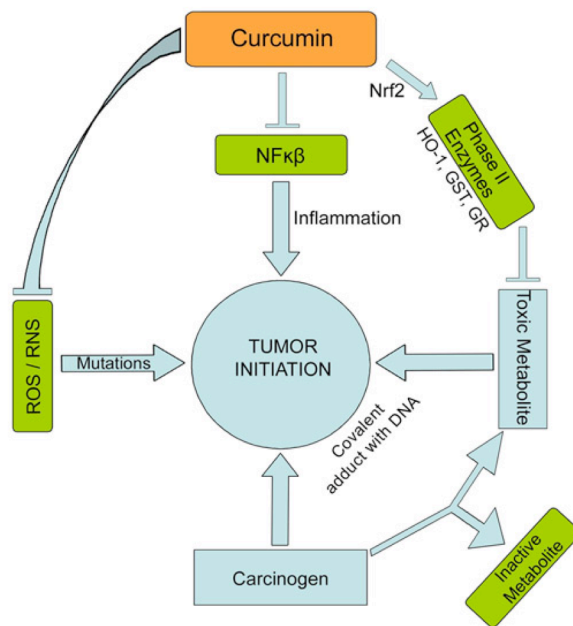 Curcumin
Nrf2
NFκβ
Phase II
Enzymes
HO-1, GST, GR
Inflammation
ROS / RNS
Mutations
TUMOR
INITIATION
Toxic Metabolite
Covalent
adduct with DNA
Carcinogen
Inactive
Metabolite